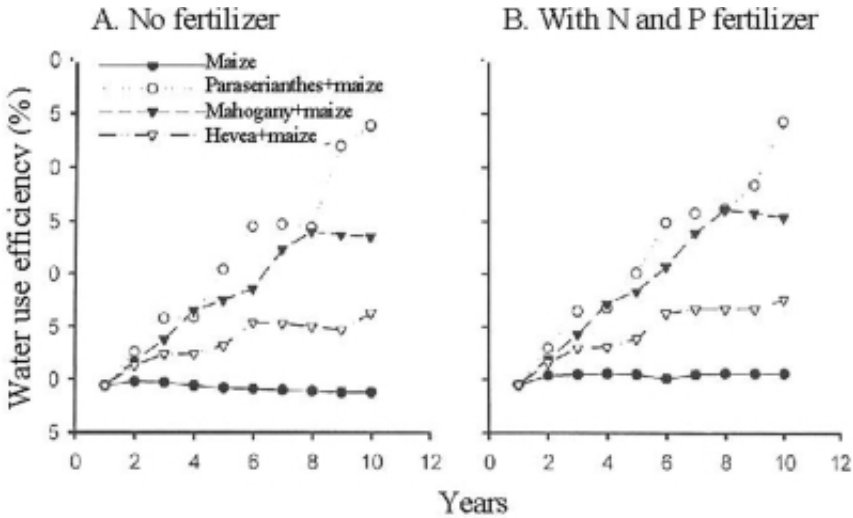 A. No fertilizer
B. With N and P fertilizer
Maize
Paraserianthes+maize
Mahogany+maize
Hevea+maize
Water use efficiency (%)
0
5
0
5
0
5
0
5
0 2 4 6 8 10 12
0 2 4 6 8 10 12
Years